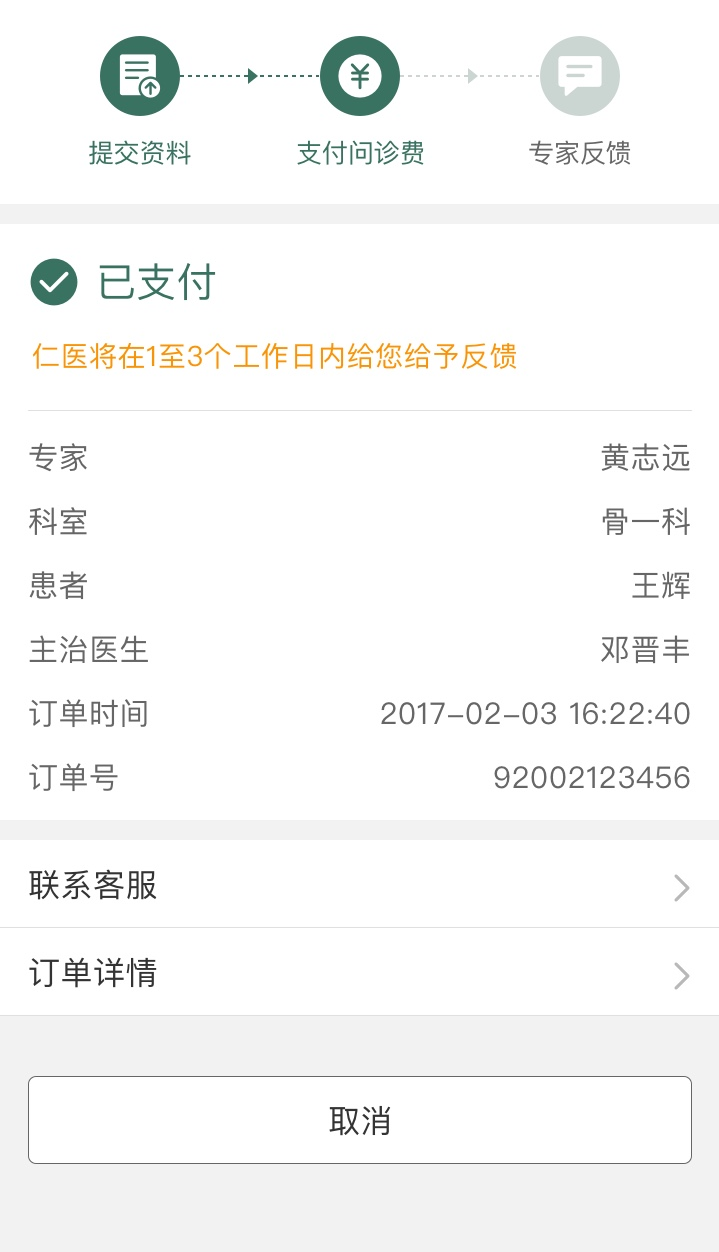 提交资料 支付问诊费 专家反馈
已支付
仁医将在1至3个工作日内给您给予反馈
专家 黄志远
科室 骨一科
患者 王辉
主治医生 邓晋丰
订单时间 2017-02-03 16:22:40
订单号 92002123456
联系客服
订单详情
取消